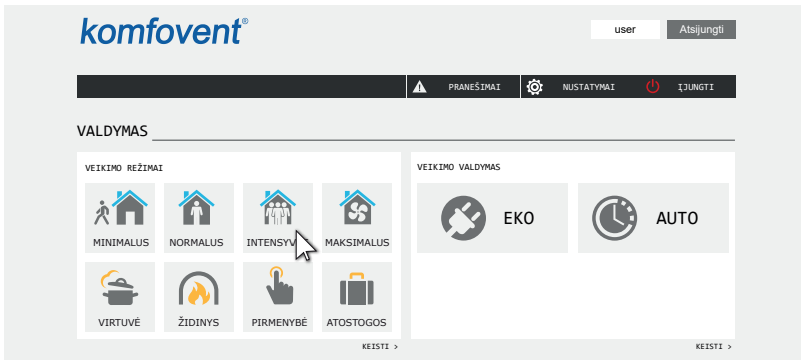 komfovent®
user Atsijungti
PRANEŠIMAI NUSTATYMAI ĮJUNGTI
VALDYMAS
VEIKIMO REŽIMAI
VEIKIMO VALDYMAS
EKO AUTO
MINIMALUS NORMALUS MAKSIMALUS
VIRTUVĖ ŽIDINYS PIRMENYBĖ ATOSTOGOS
KEISTI > KEISTI >